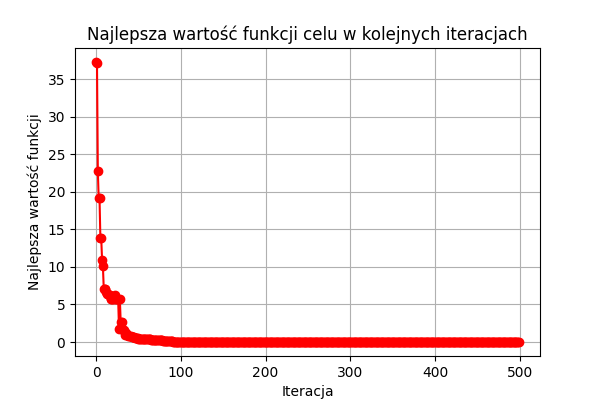 Najlepsza wartość funkcji celu w kolejnych iteracjach
Najlepsza wartość funkcji
35
30
25
20
15
10
5
0
0 100 200 300 400 500
Iteracja